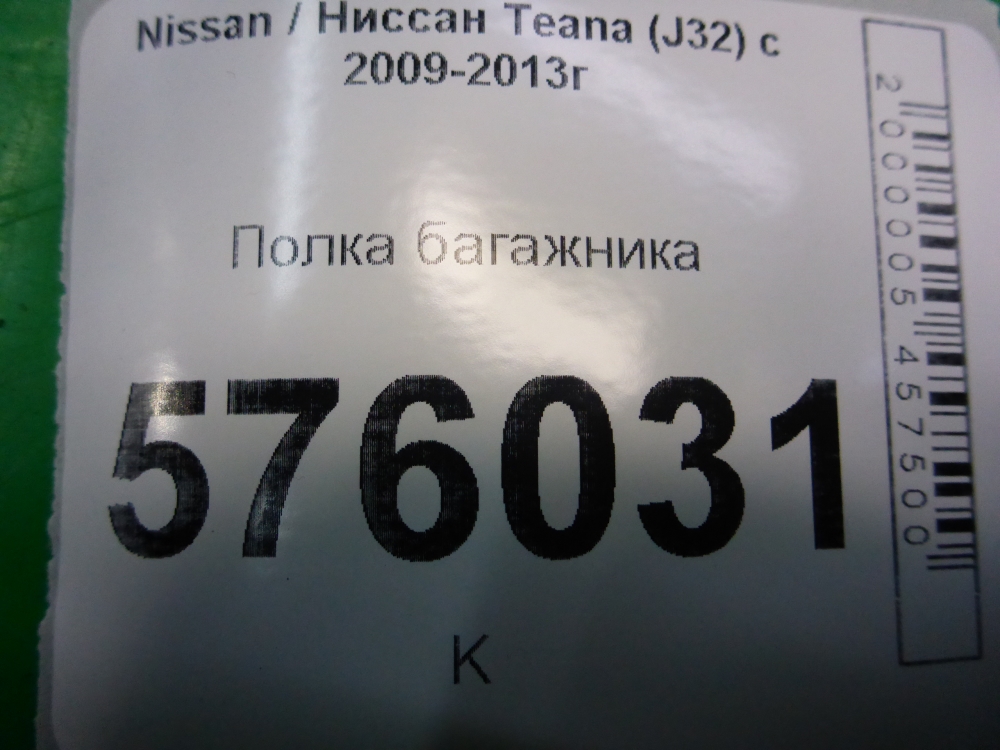 Nissan / Ниссан Teana (J32) с
2009-2013г
Полка багажника
576031
К
2000005457500